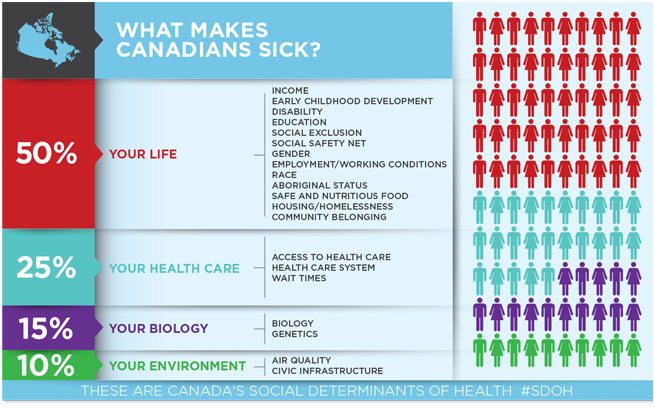 WHAT MAKES
CANADIANS SICK?
50%
YOUR LIFE
INCOME
EARLY CHILDHOOD DEVELOPMENT
DISABILITY
EDUCATION
SOCIAL EXCLUSION
SOCIAL SAFETY NET
GENDER
EMPLOYMENT/WORKING CONDITIONS
RACE
ABORIGINAL STATUS
SAFE AND NUTRITIOUS FOOD
HOUSING/HOMELESSNESS
COMMUNITY BELONGING
25%
YOUR HEALTH CARE
ACCESS TO HEALTH CARE
HEALTH CARE SYSTEM
WAIT TIMES
15%
YOUR BIOLOGY
BIOLOGY
GENETICS
10%
YOUR ENVIRONMENT
AIR QUALITY
CIVIC INFRASTRUCTURE
THESE ARE CANADA'S SOCIAL DETERMINANTS OF HEALTH #SDOH